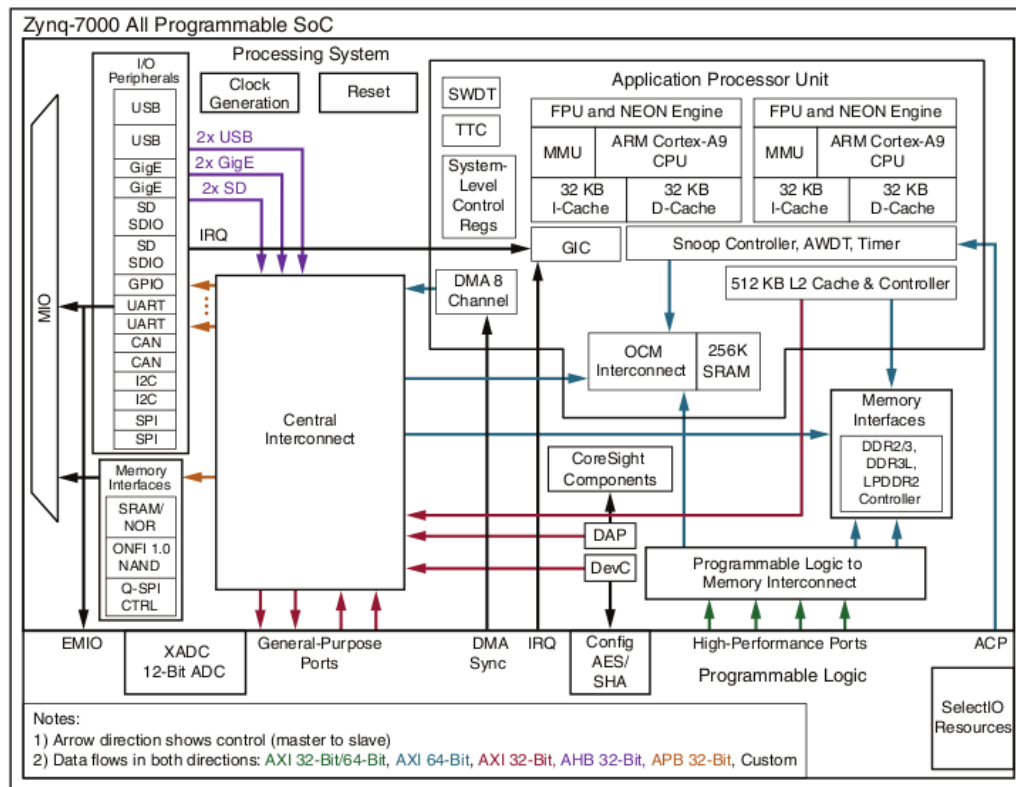 Zynq-7000 All Programmable SoC
Processing System
I/O
Peripherals
USB
USB
GigE
GigE
SD
SDIO
SD
SDIO
GPIO
UART
UART
CAN
CAN
I2C
I2C
SPI
SPI
MIO
Clock
Generation
Reset
2x USB
2x GigE
2x SD
IRQ
SWDT
TTC
System-
Level
Control
Regs
Application Processor Unit
FPU and NEON Engine
MMU
ARM Cortex-A9
CPU
32 KB
I-Cache
32 KB
D-Cache
FPU and NEON Engine
MMU
ARM Cortex-A9
CPU
32 KB
I-Cache
32 KB
D-Cache
GIC
Snoop Controller, AWDT, Timer
DMA 8
Channel
512 KB L2 Cache & Controller
OCM
Interconnect
256K
SRAM
Central
Interconnect
Memory
Interfaces
DDR2/3,
DDR3L,
LPDDR2
Controller
CoreSight
Components
DAP
DevC
Programmable Logic to
Memory Interconnect
Memory
Interfaces
SRAM/
NOR
ONFI 1.0
NAND
Q-SPI
CTRL
EMIO
XADC
12-Bit ADC
General-Purpose
Ports
DMA
Sync
IRQ
Config
AES/
SHA
High-Performance Ports
ACP
Programmable Logic
SelectIO
Resources
Notes:
1) Arrow direction shows control (master to slave)
2) Data flows in both directions: AXI 32-Bit/64-Bit, AXI 64-Bit, AXI 32-Bit, AHB 32-Bit, APB 32-Bit, Custom